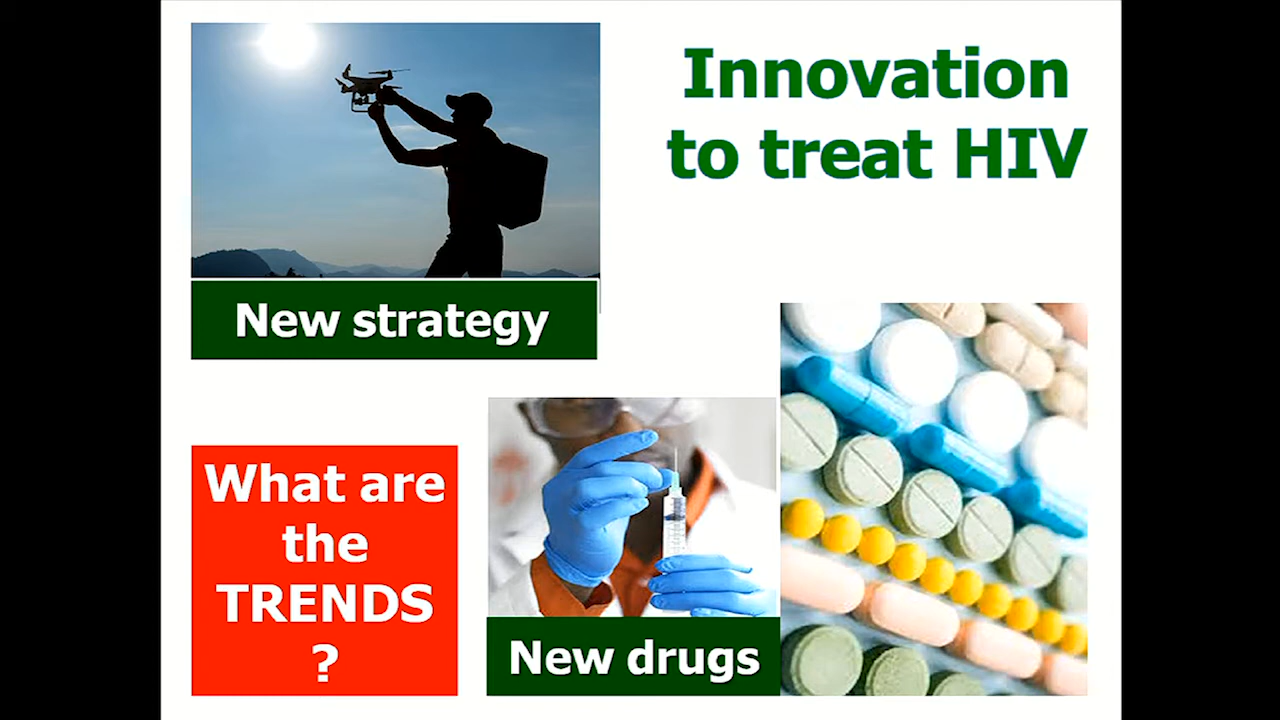 Innovation
to treat HIV
New strategy
What are
the
TRENDS
?
New drugs